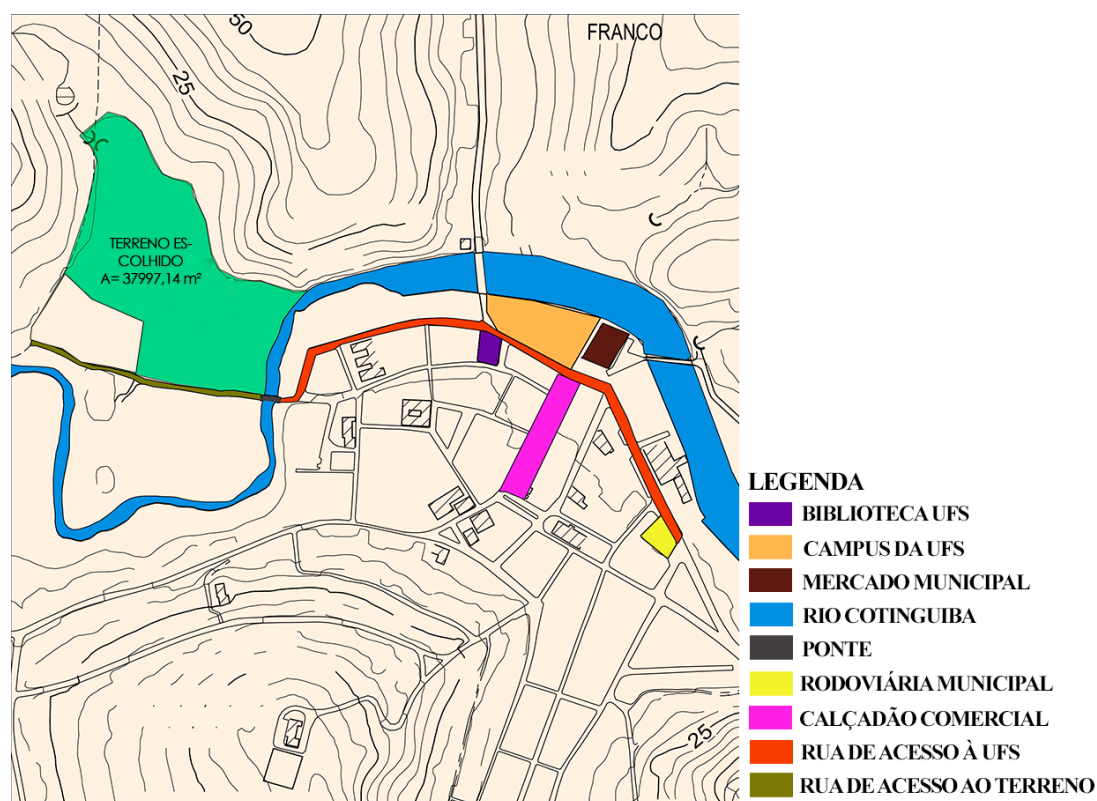 50
FRANCO
25
TERRENO ES-
COLHIDO
A= 37997,14 m²
25
LEGENDA
BIBLIOTECA UFS
CAMPUS DA UFS
MERCADO MUNICIPAL
RIO COTINGUIBA
PONTE
RODOVIÁRIA MUNICIPAL
CALÇADÃO COMERCIAL
RUA DE ACESSO À UFS
RUA DE ACESSO AO TERRENO